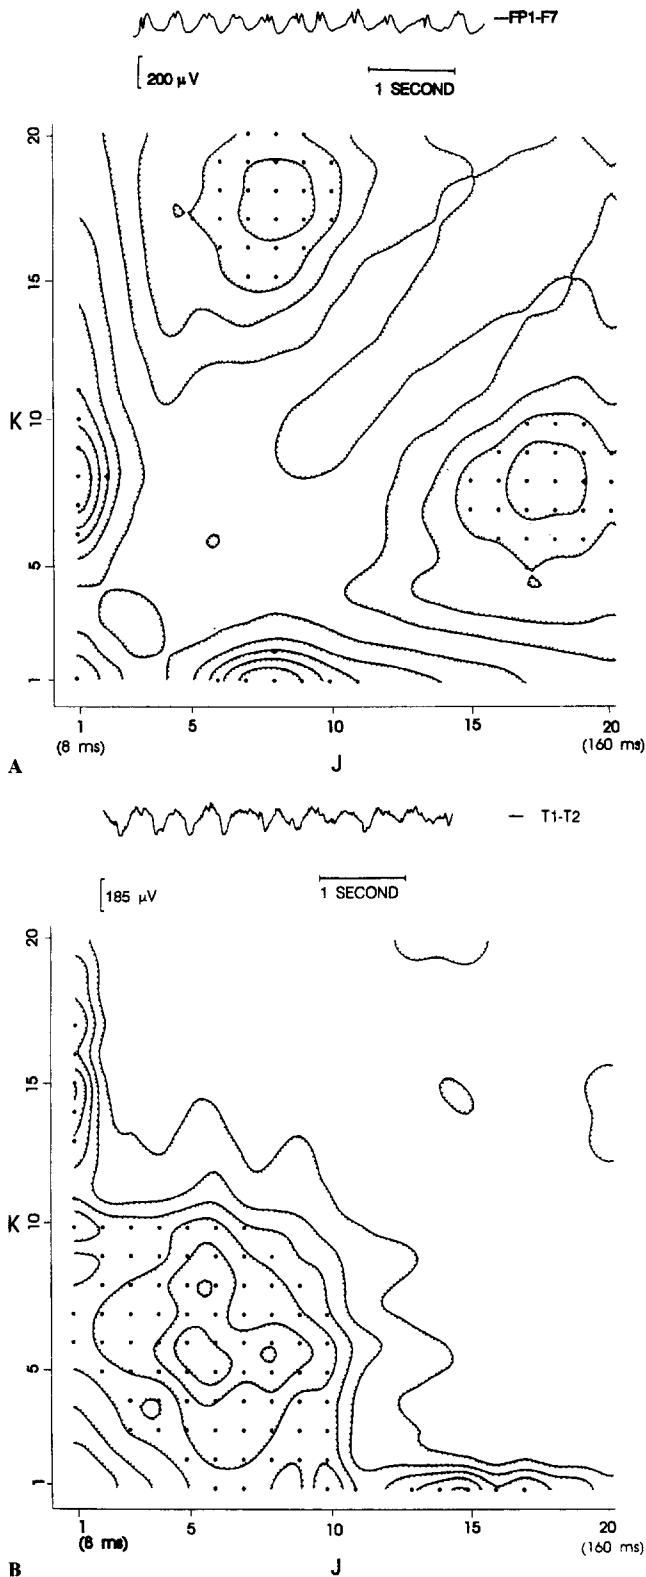 —FP1-F7
200 μV
1 SECOND
20
15
K 10
5
1
1 5 10 15 20
(8 ms) (160 ms)
A J
— T1-T2
185 μV
1 SECOND
20
15
K 10
5
1
1 5 10 15 20
(8 ms) (160 ms)
B J